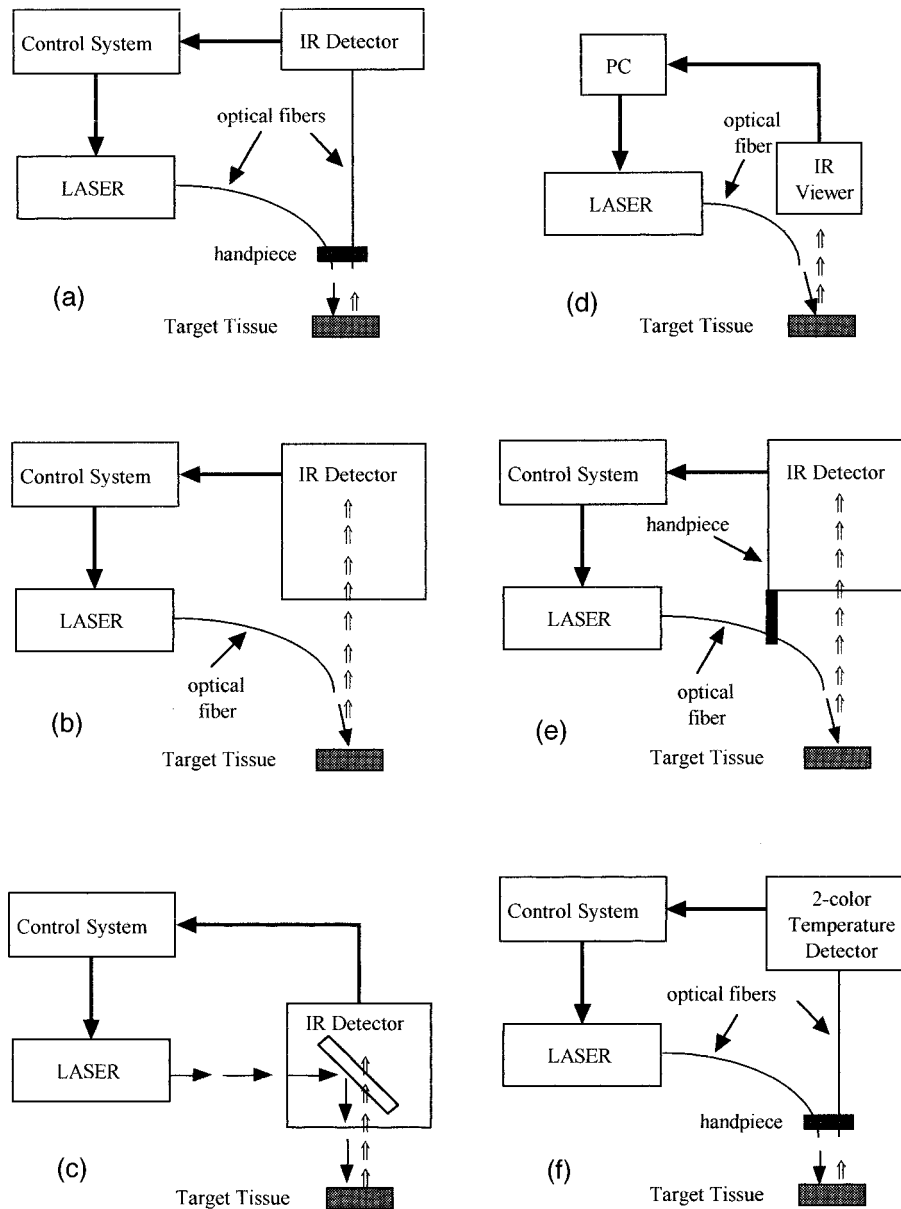 Control System
IR Detector
optical fibers
LASER
handpiece
(a)
Target Tissue
PC
optical
fiber
IR
Viewer
LASER
(d)
Target Tissue
Control System
IR Detector
LASER
optical
fiber
(b)
Target Tissue
Control System
IR Detector
handpiece
LASER
optical
fiber
(e)
Target Tissue
Control System
IR Detector
LASER
(c)
Target Tissue
Control System
2-color
Temperature
Detector
optical fibers
LASER
handpiece
(f)
Target Tissue